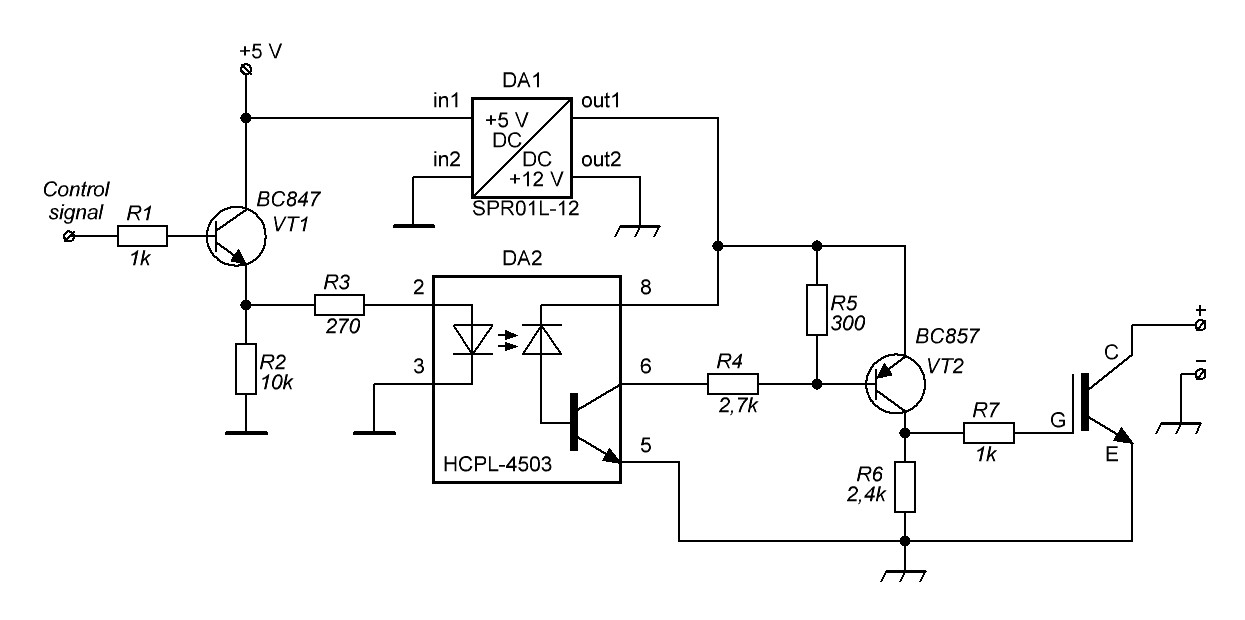 +5 V
DA1
in1
out1
+5 V
DC
in2
DC
out2
+12 V
SPR01L-12
Control
signal
R1
1k
BC847
VT1
DA2
R3
270
2
8
R5
300
R2
10k
3
6
R4
2,7k
BC857
VT2
+
C
–
5
HCPL-4503
R7
1k
G
E
R6
2,4k